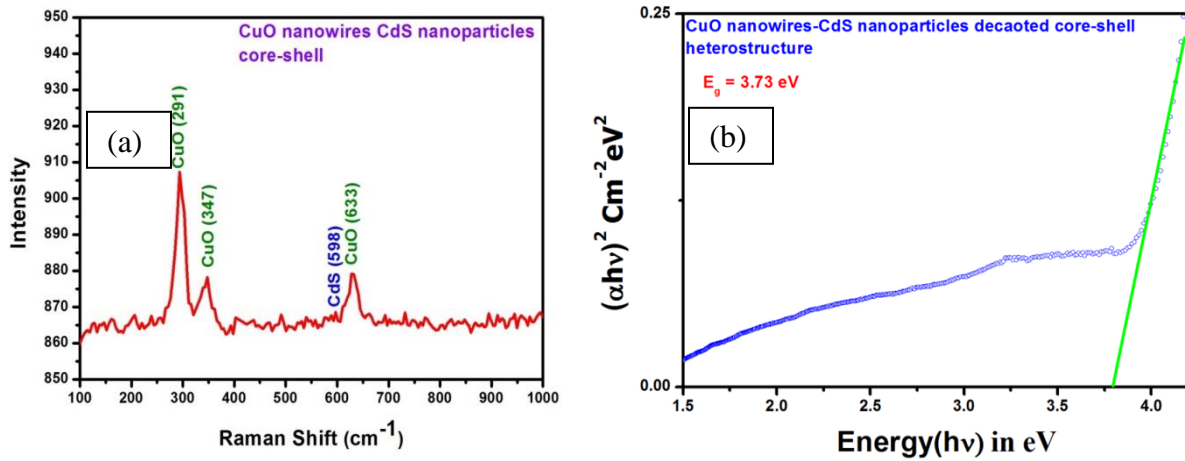 CuO nanowires CdS nanoparticles
core-shell
(a)
CuO (291)
CuO (347)
CdS (598)
CuO (633)
Intensity
950
940
930
920
910
900
890
880
870
860
850
100 200 300 400 500 600 700 800 900 1000
Raman Shift (cm⁻¹)
CuO nanowires-CdS nanoparticles decaoted core-shell
heterostructure
E_g = 3.73 eV
(b)
(αhν)² Cm⁻²eV²
0.25
0.00
1.5 2.0 2.5 3.0 3.5 4.0
Energy(hν) in eV